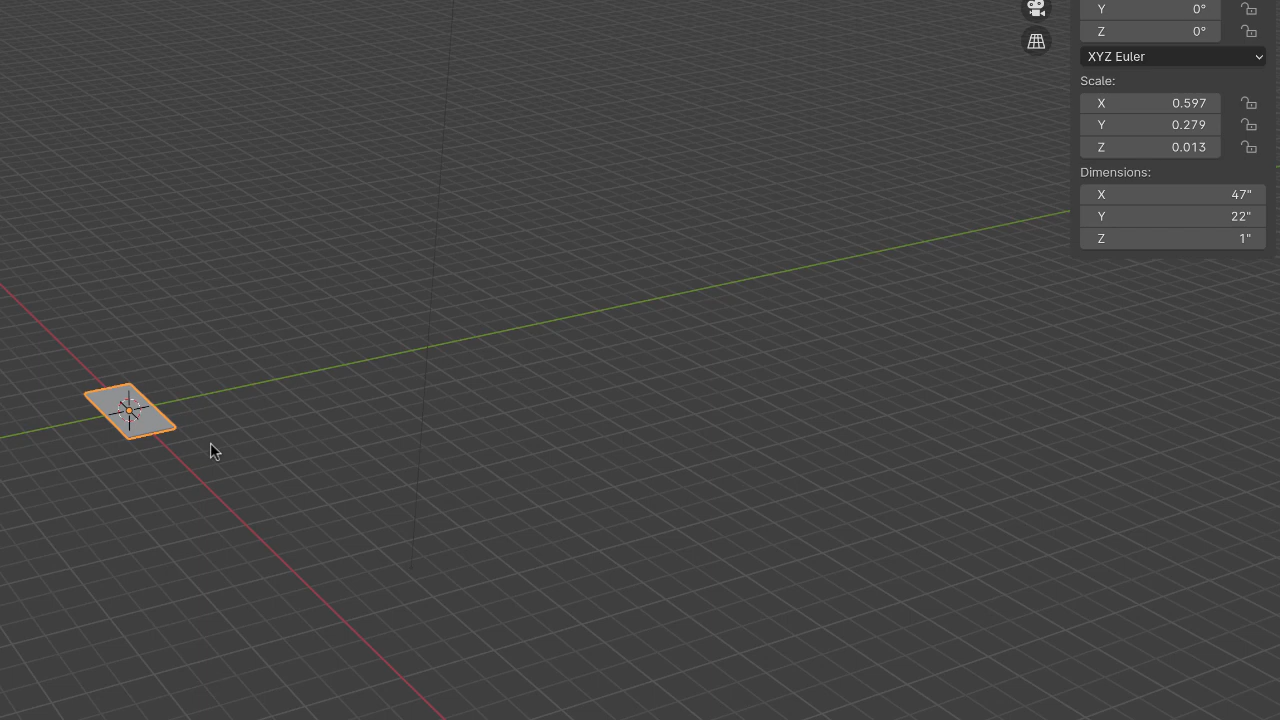 Y 0°
Z 0°
XYZ Euler
Scale:
X 0.597
Y 0.279
Z 0.013
Dimensions:
X 47"
Y 22"
Z 1"